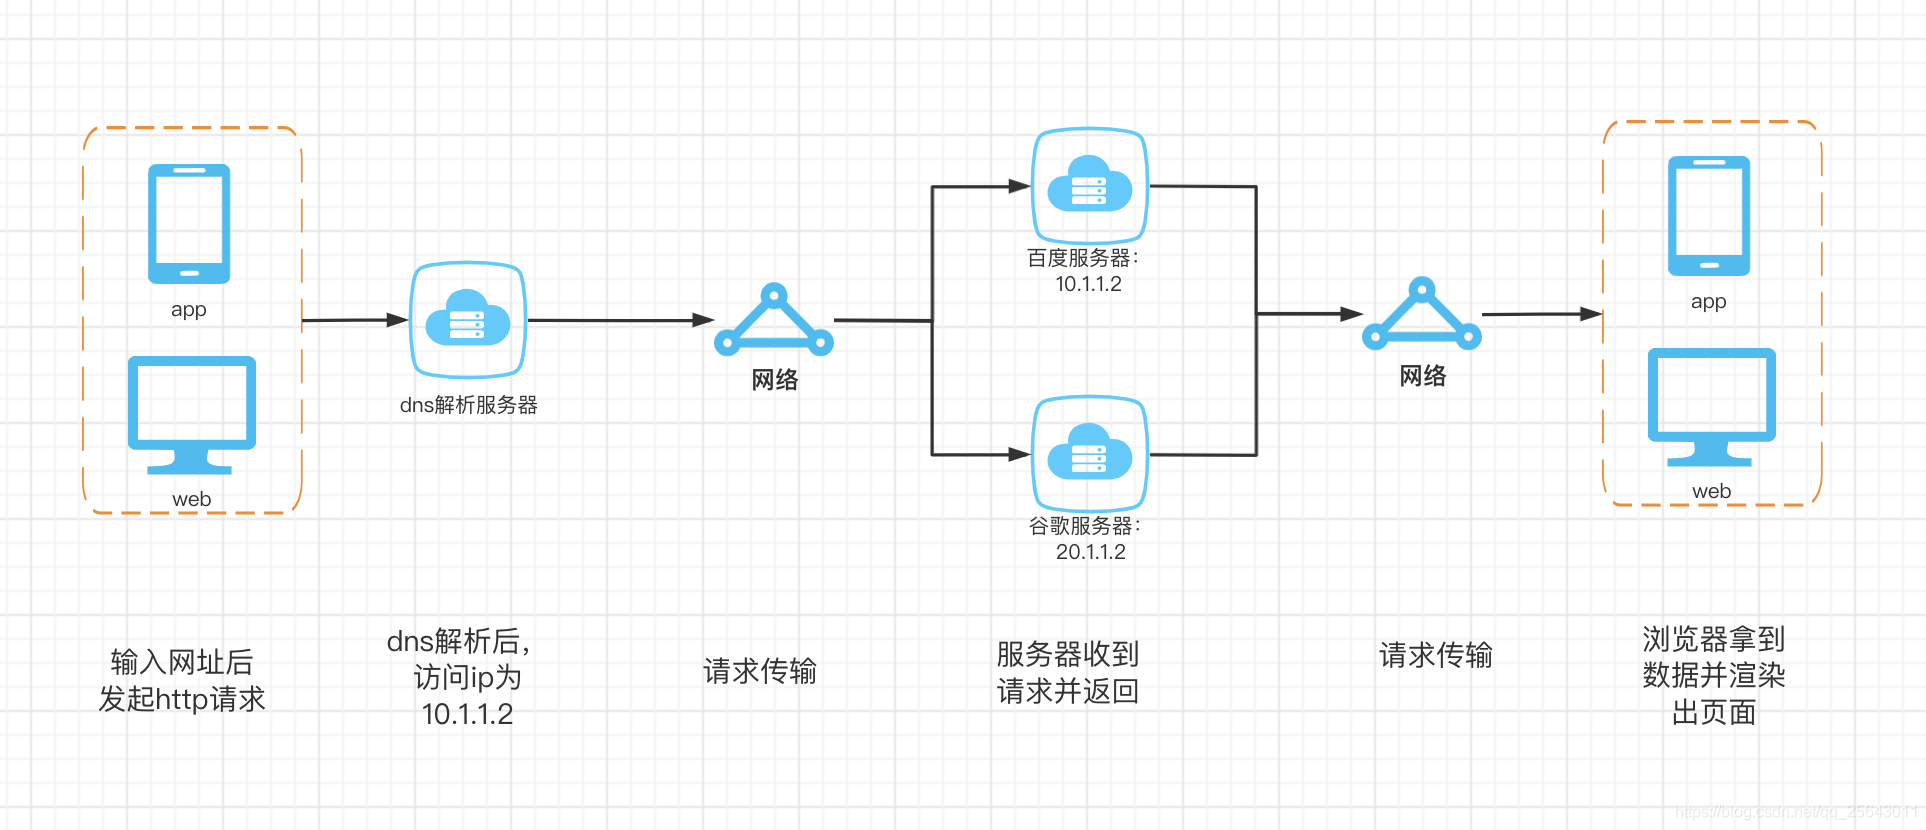 app
web
dns解析服务器
网络
百度服务器：
10.1.1.2
谷歌服务器：
20.1.1.2
网络
app
web
输入网址后
发起http请求
dns解析后，
访问ip为
10.1.1.2
请求传输
服务器收到
请求并返回
请求传输
浏览器拿到
数据并渲染
出页面
https://blog.csdn.net/qq_25643011